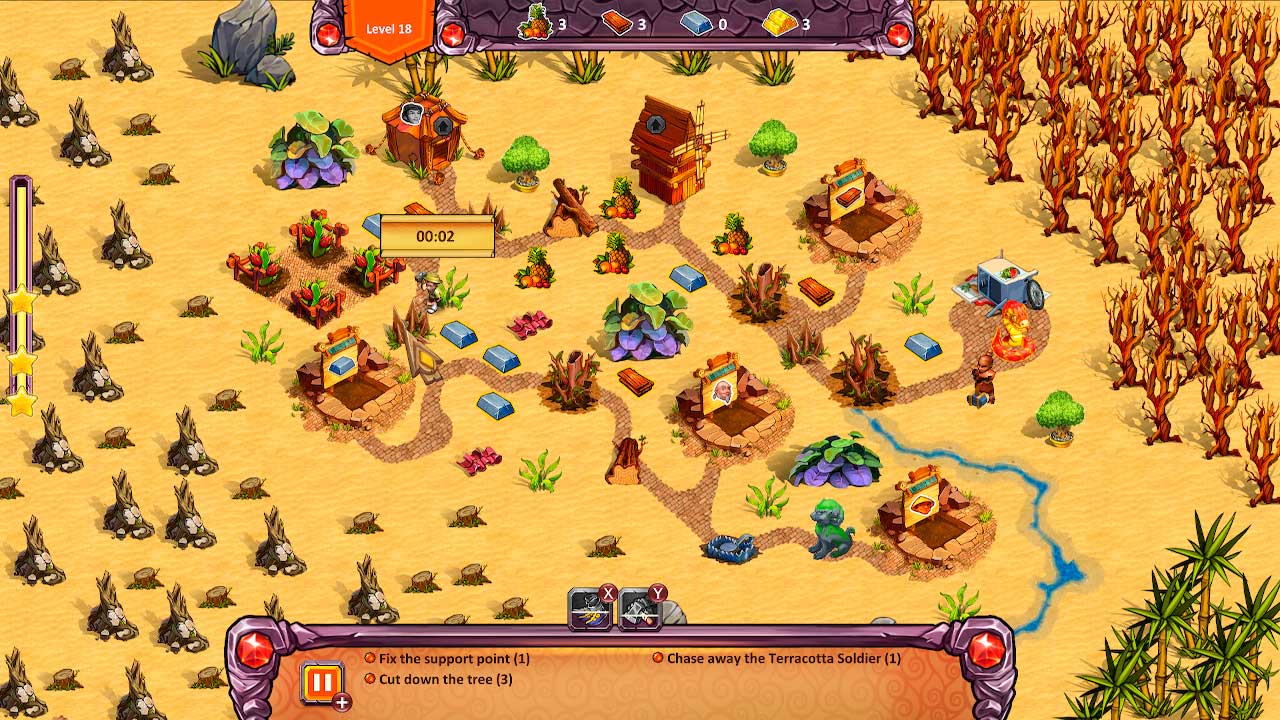 Level 18
3
3
0
3
00:02
X
Y
Fix the support point (1)
Chase away the Terracotta Soldier (1)
Cut down the tree (3)